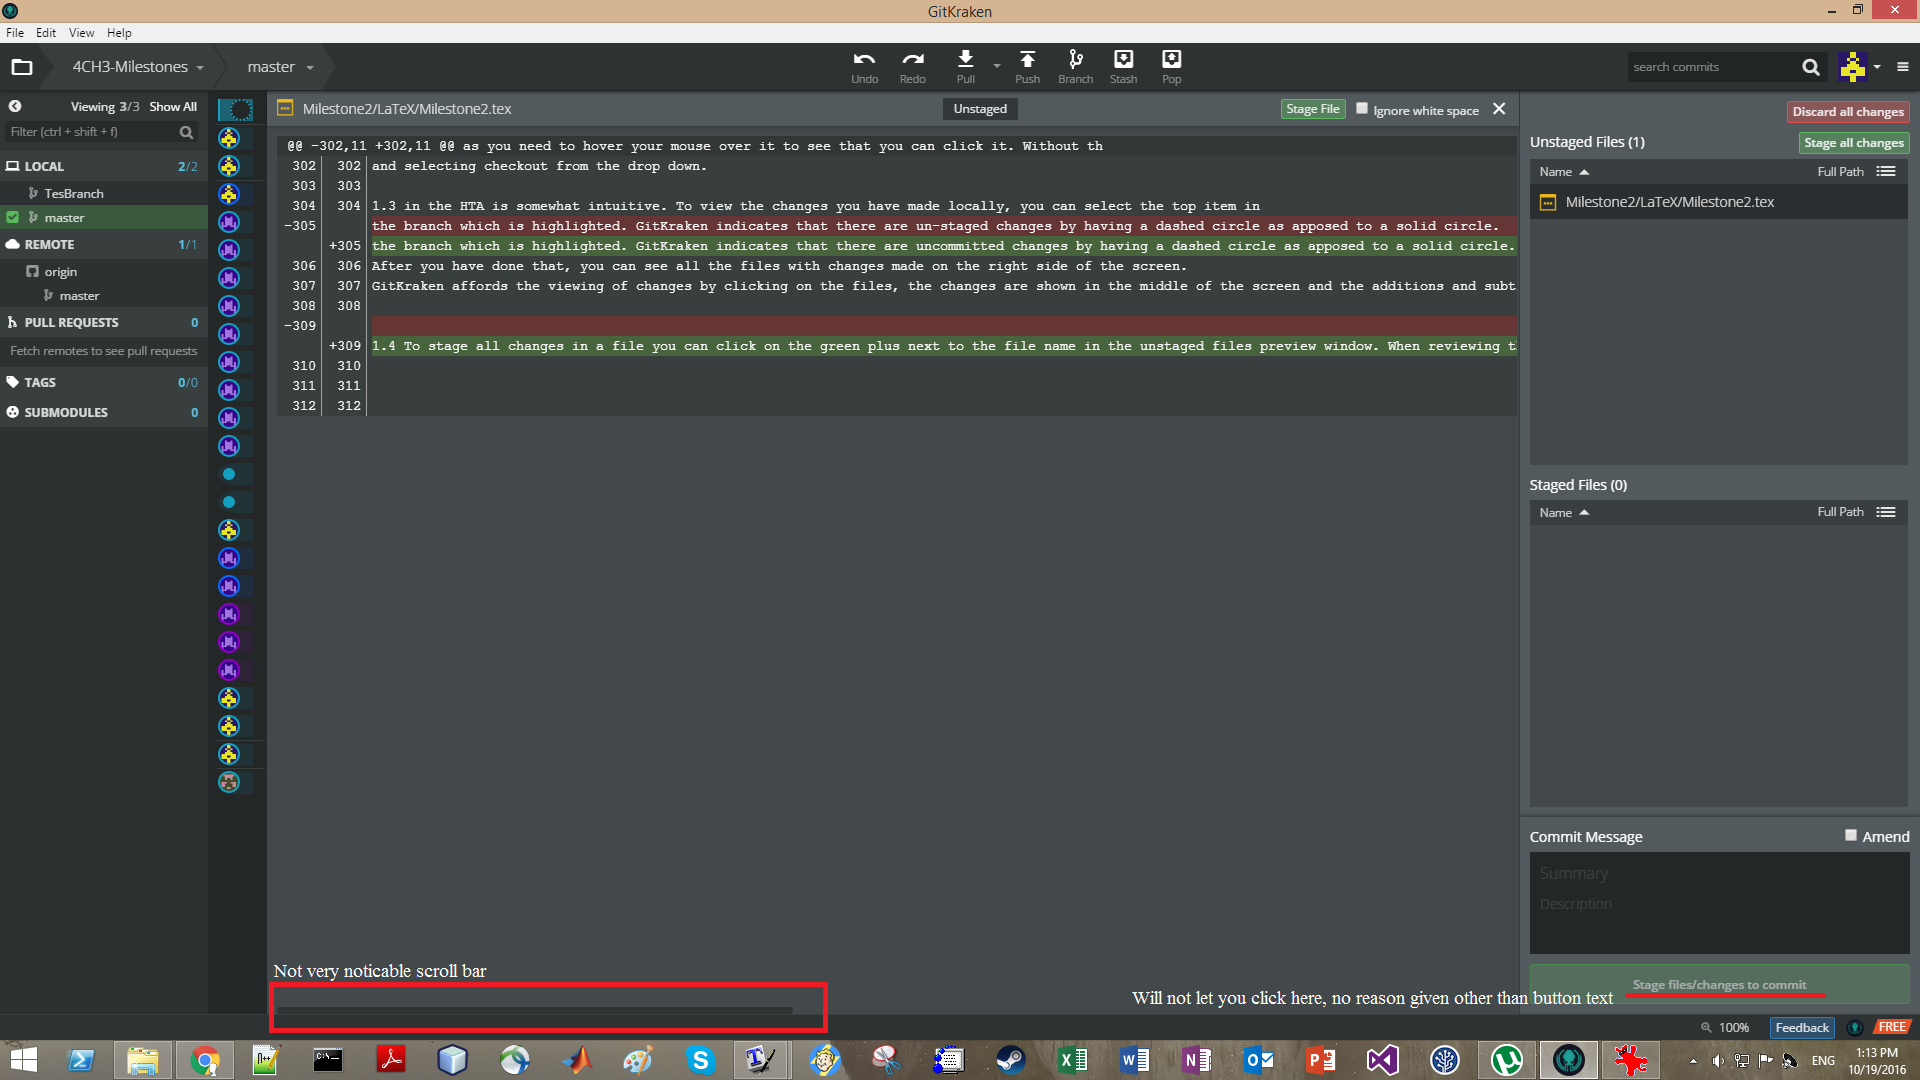 GitKraken
File Edit View Help
4CH3-Milestones master
Undo Redo Pull Push Branch Stash Pop
search commits
Viewing 3/3 Show All
Filter (ctrl + shift + f)
LOCAL 2/2
TesBranch
master
REMOTE 1/1
origin
master
PULL REQUESTS 0
Fetch remotes to see pull requests
TAGS 0/0
SUBMODULES 0
Milestone2/LaTeX/Milestone2.tex Unstaged Stage File Ignore white space
@@ -302,11 +302,11 @@ as you need to hover your mouse over it to see that you can click it. Without th
302 302 and selecting checkout from the drop down.
303 303
304 304 1.3 in the HTA is somewhat intuitive. To view the changes you have made locally, you can select the top item in
-305 the branch which is highlighted. GitKraken indicates that there are un-staged changes by having a dashed circle as apposed to a solid circle.
+305 the branch which is highlighted. GitKraken indicates that there are uncommitted changes by having a dashed circle as apposed to a solid circle.
306 306 After you have done that, you can see all the files with changes made on the right side of the screen.
307 307 GitKraken affords the viewing of changes by clicking on the files, the changes are shown in the middle of the screen and the additions and subt
308 308
-309
+309 1.4 To stage all changes in a file you can click on the green plus next to the file name in the unstaged files preview window. When reviewing t
310 310
311 311
312 312
Discard all changes
Unstaged Files (1) Stage all changes
Name Full Path
Milestone2/LaTeX/Milestone2.tex
Staged Files (0)
Name Full Path
Commit Message Amend
Summary
Description
Not very noticable scroll bar
Will not let you click here, no reason given other than button text
Stage files/changes to commit
100% Feedback FREE
ENG
1:13 PM
10/19/2016